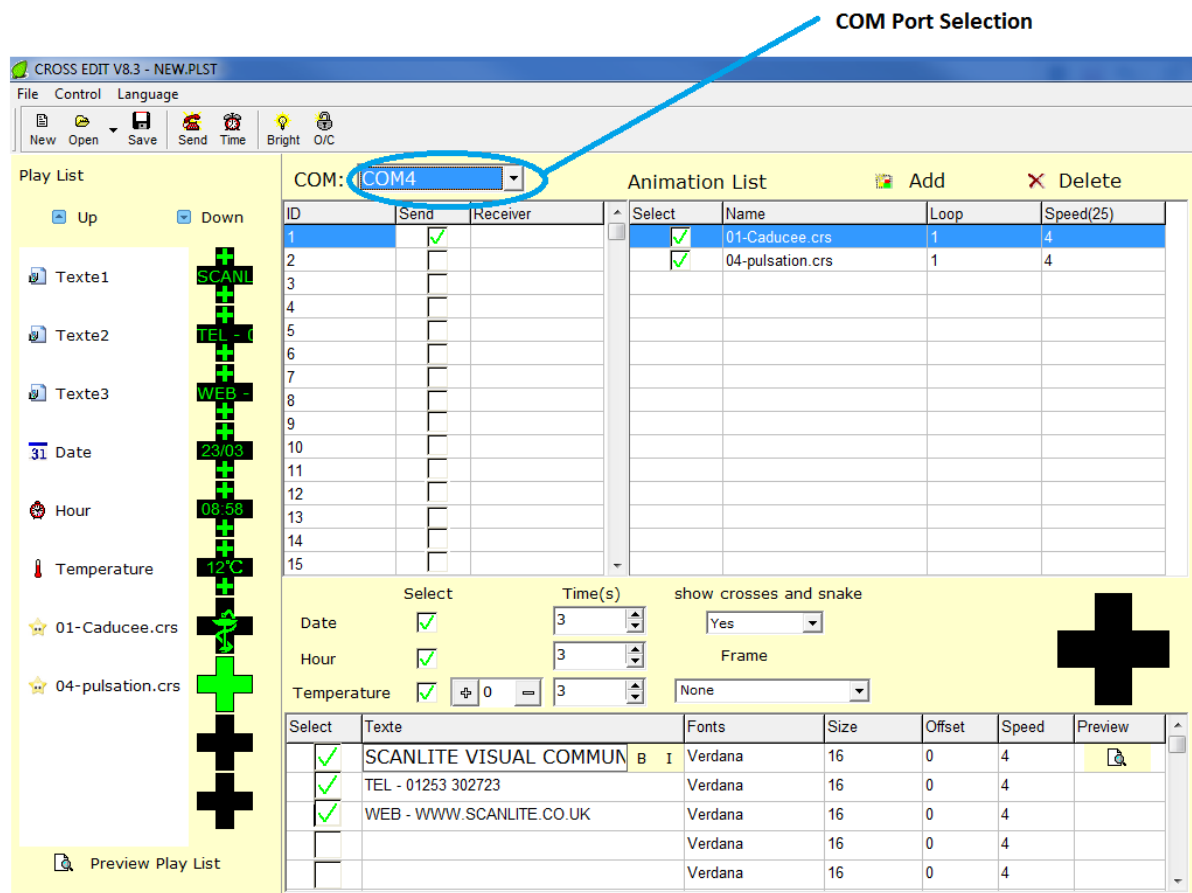 COM Port Selection
CROSS EDIT V8.3 - NEW.PLST
File Control Language
New Open Save Send Time Bright O/C
Play List
Up Down
Texte1 SCANL
Texte2 TEL - 0
Texte3 WEB -
31 Date 23/03
Hour 08:58
Temperature 12°C
01-Caducee.crs
04-pulsation.crs
Preview Play List
COM: COM4
ID Send Receiver
1
2
3
4
5
6
7
8
9
10
11
12
13
14
15
Animation List Add Delete
Select Name Loop Speed(25)
01-Caducee.crs 1 4
04-pulsation.crs 1 4
Select Time(s) show crosses and snake
Date 3 Yes
Hour 3 Frame
Temperature 0 3 None
Select Texte Fonts Size Offset Speed Preview
SCANLITE VISUAL COMMUN B I Verdana 16 0 4
TEL - 01253 302723 Verdana 16 0 4
WEB - WWW.SCANLITE.CO.UK Verdana 16 0 4
Verdana 16 0 4
Verdana 16 0 4